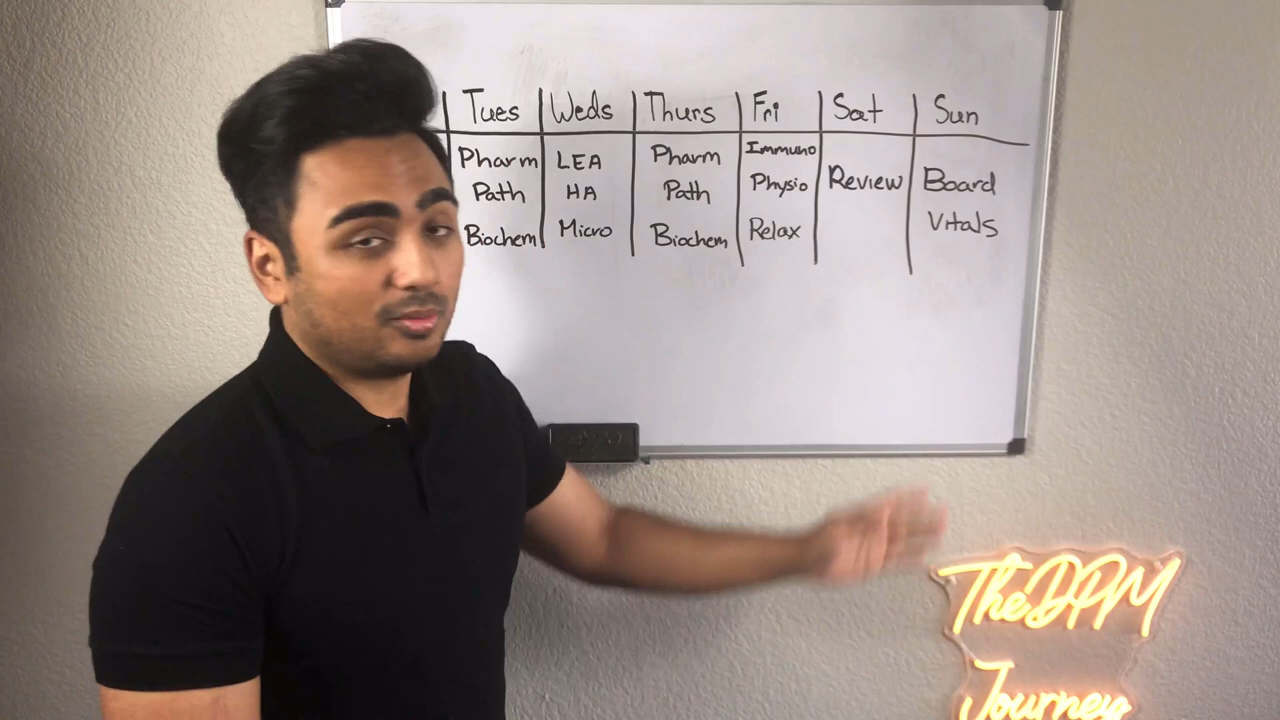 Tues Weds Thurs Fri Sat Sun
Pharm LEA Pharm Immuno
Path HA Path Physio Review Board
Biochem Micro Biochem Relax Vitals
TheDPM
Journey